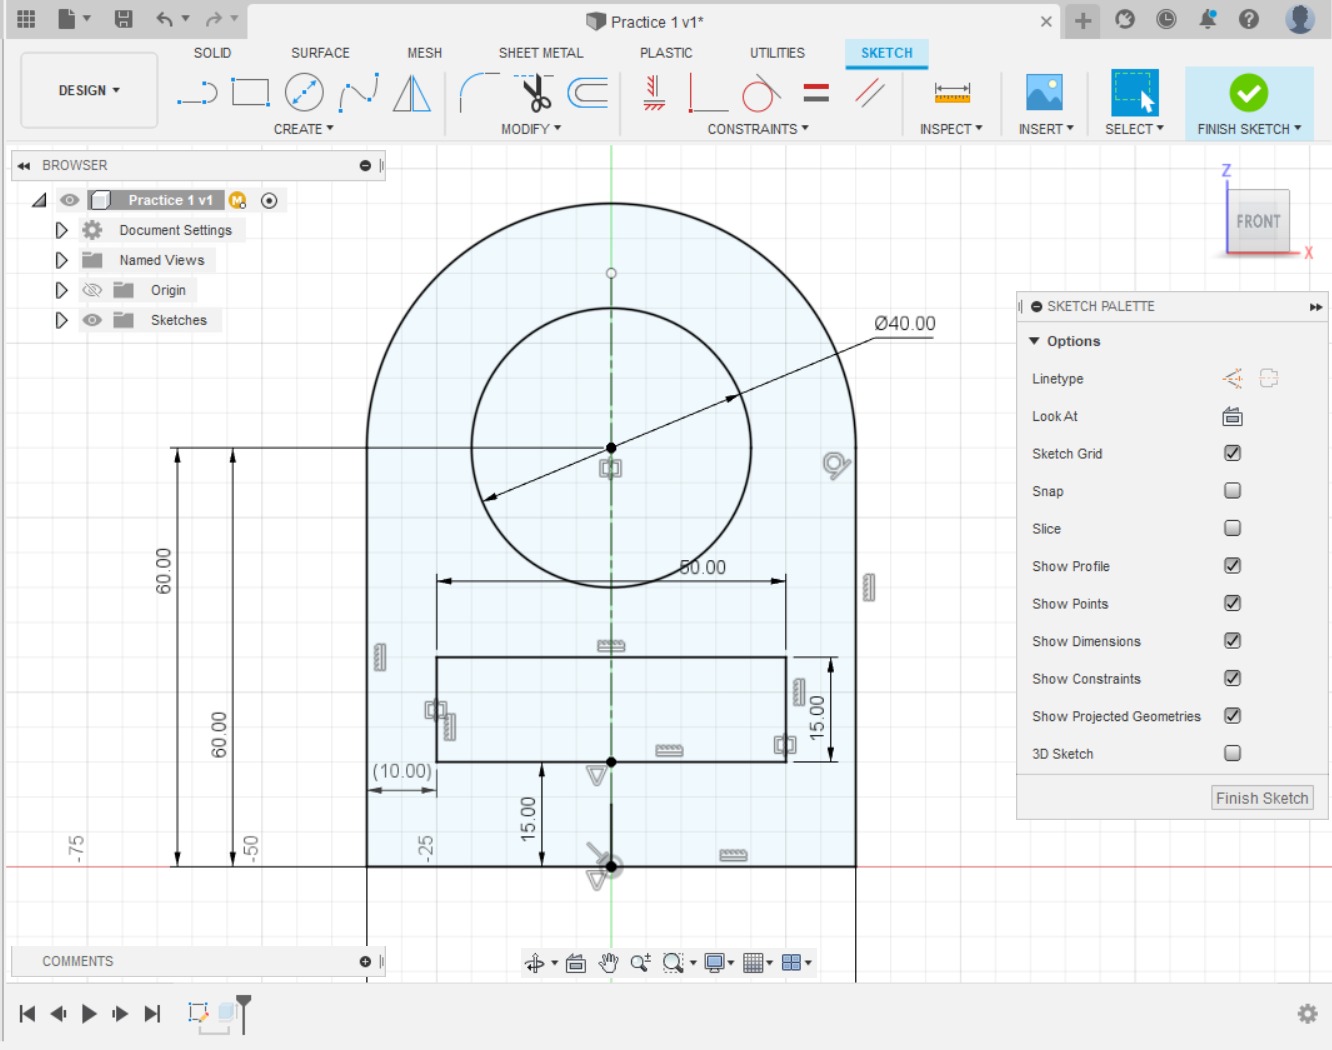 Practice 1 v1*
SOLID
SURFACE
MESH
SHEET METAL
PLASTIC
UTILITIES
SKETCH
DESIGN
CREATE
MODIFY
CONSTRAINTS
INSPECT
INSERT
SELECT
FINISH SKETCH
BROWSER
Practice 1 v1
M
Document Settings
Named Views
Origin
Sketches
Z
FRONT
X
SKETCH PALETTE
Options
Linetype
Look At
Sketch Grid
Snap
Slice
Show Profile
Show Points
Show Dimensions
Show Constraints
Show Projected Geometries
3D Sketch
Finish Sketch
Ø40.00
60.00
60.00
50.00
15.00
(10.00)
15.00
-75
-50
-25
COMMENTS